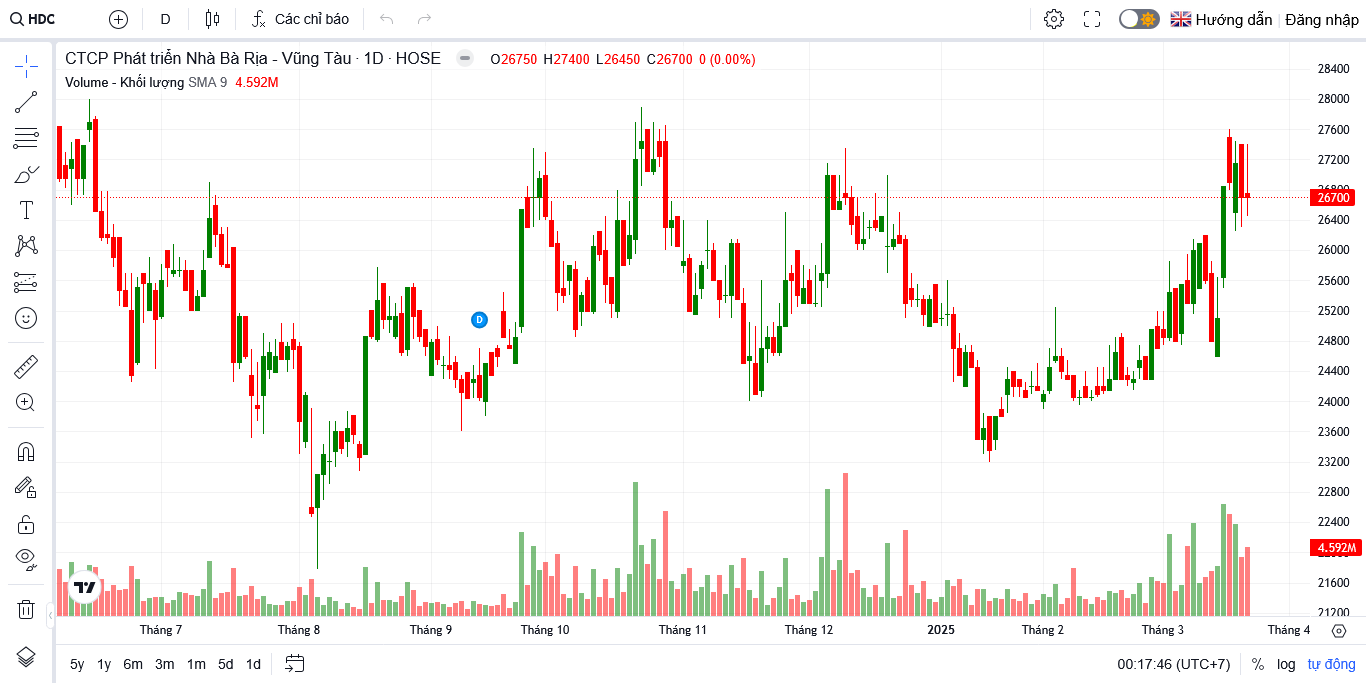 HDC D Các chỉ báo Hướng dẫn Đăng nhập
CTCP Phát triển Nhà Bà Rịa - Vũng Tàu · 1D · HOSE O26750 H27400 L26450 C26700 0 (0.00%)
Volume - Khối lượng SMA 9 4.592M
28400
28000
27600
27200
26800
26700
26400
26000
25600
25200
24800
24400
24000
23600
23200
22800
22400
4.592M
21600
21200
D
Tháng 7 Tháng 8 Tháng 9 Tháng 10 Tháng 11 Tháng 12 2025 Tháng 2 Tháng 3 Tháng 4
5y 1y 6m 3m 1m 5d 1d 00:17:46 (UTC+7) % log tự động